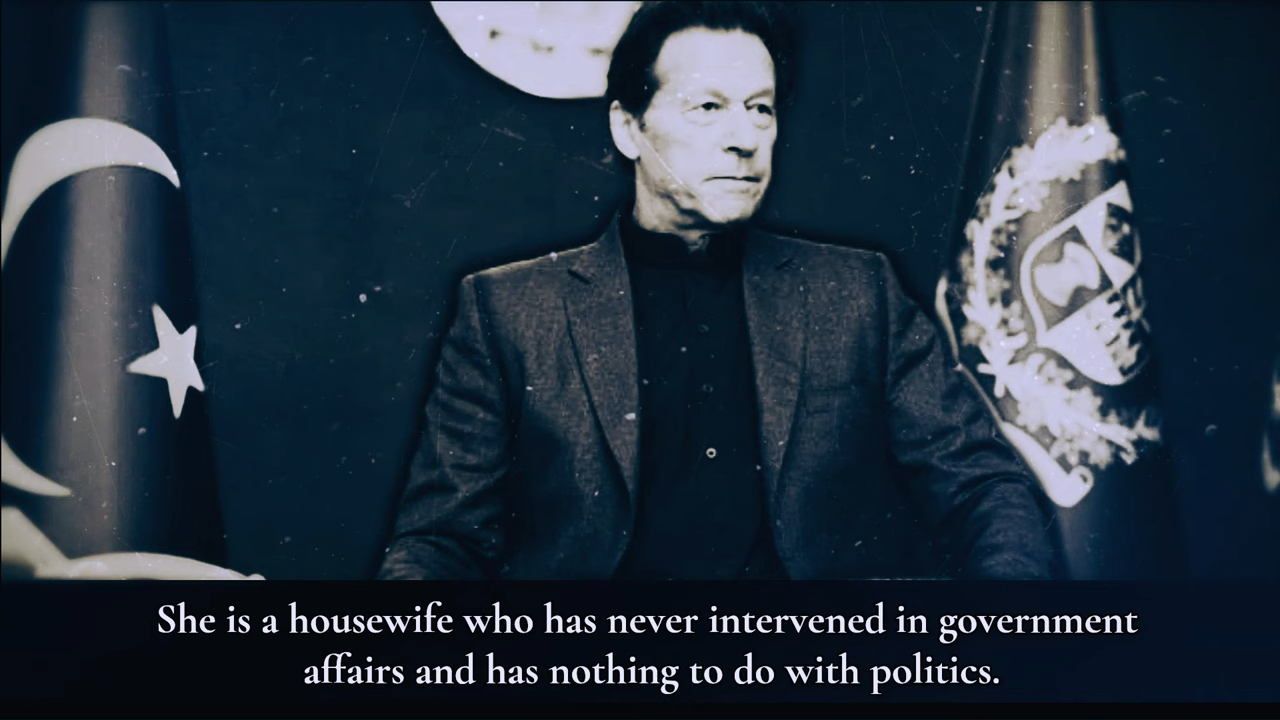 She is a housewife who has never intervened in government
affairs and has nothing to do with politics.